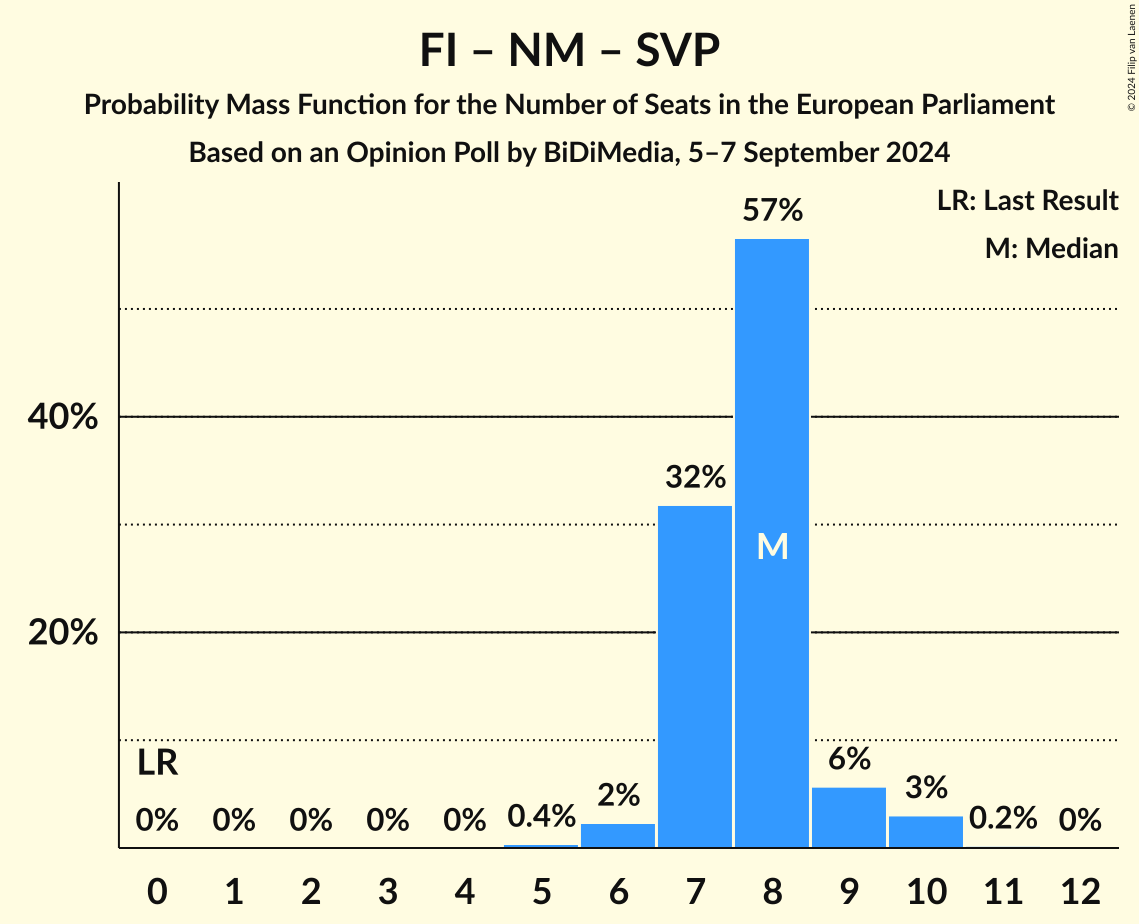 FI – NM – SVP
Probability Mass Function for the Number of Seats in the European Parliament
Based on an Opinion Poll by BiDiMedia, 5–7 September 2024
© 2024 Filip van Laenen
LR: Last Result
M: Median
57%
40%
32%
M
20%
LR
6%
3%
2%
0% 0% 0% 0% 0% 0.4% 0.2% 0%
0 1 2 3 4 5 6 7 8 9 10 11 12